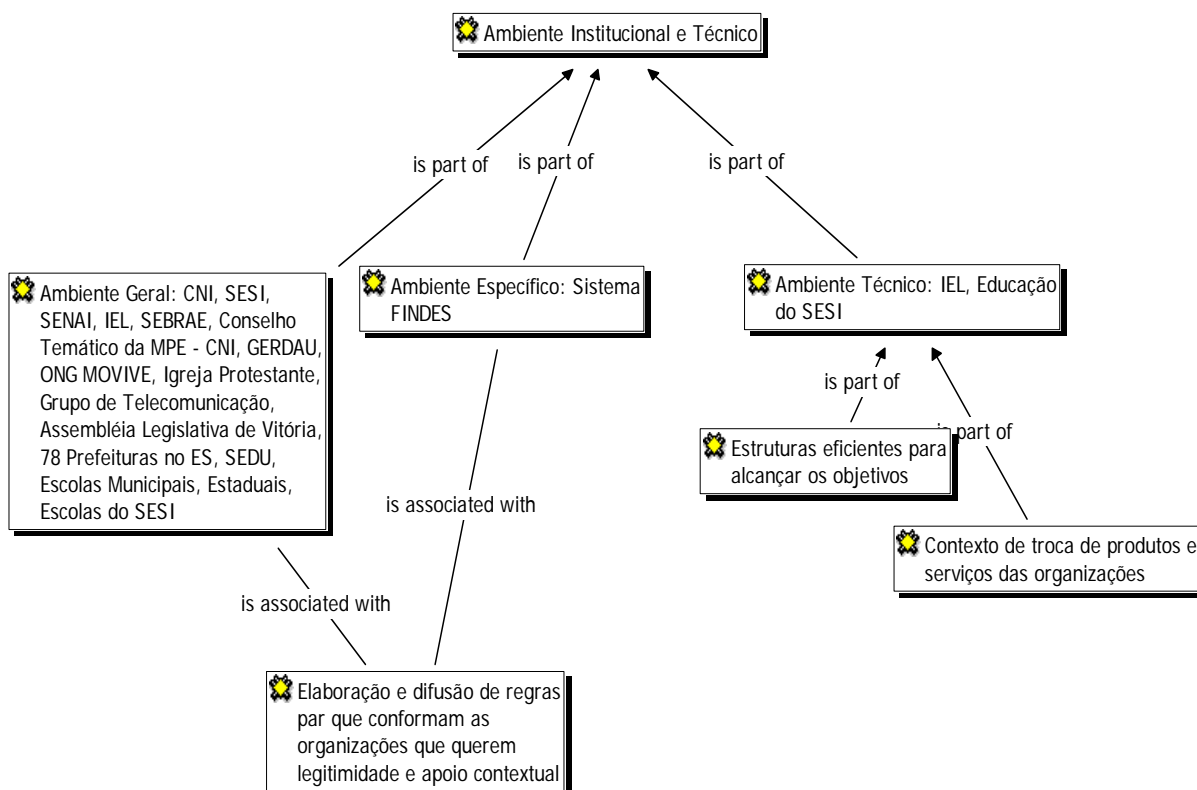 Ambiente Institucional e Técnico
is part of
is part of
is part of
Ambiente Geral: CNI, SESI,
SENAI, IEL, SEBRAE, Conselho
Temático da MPE - CNI, GERDAU,
ONG MOVIVE, Igreja Protestante,
Grupo de Telecomunicação,
Assembléia Legislativa de Vitória,
78 Prefeituras no ES, SEDU,
Escolas Municipais, Estaduais,
Escolas do SESI
Ambiente Específico: Sistema
FINDES
Ambiente Técnico: IEL, Educação
do SESI
is part of
is part of
Estruturas eficientes para
alcançar os objetivos
is associated with
Contexto de troca de produtos e
serviços das organizações
is associated with
Elaboração e difusão de regras
par que conformam as
organizações que querem
legitimidade e apoio contextual